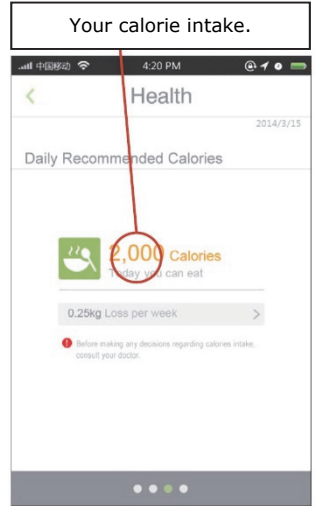 Your calorie intake.
中国移动 4:20 PM
Health
2014/3/15
Daily Recommended Calories
2,000 Calories
Today you can eat
0.25kg Loss per week
Before making any decisions regarding calories intake,
consult your doctor.